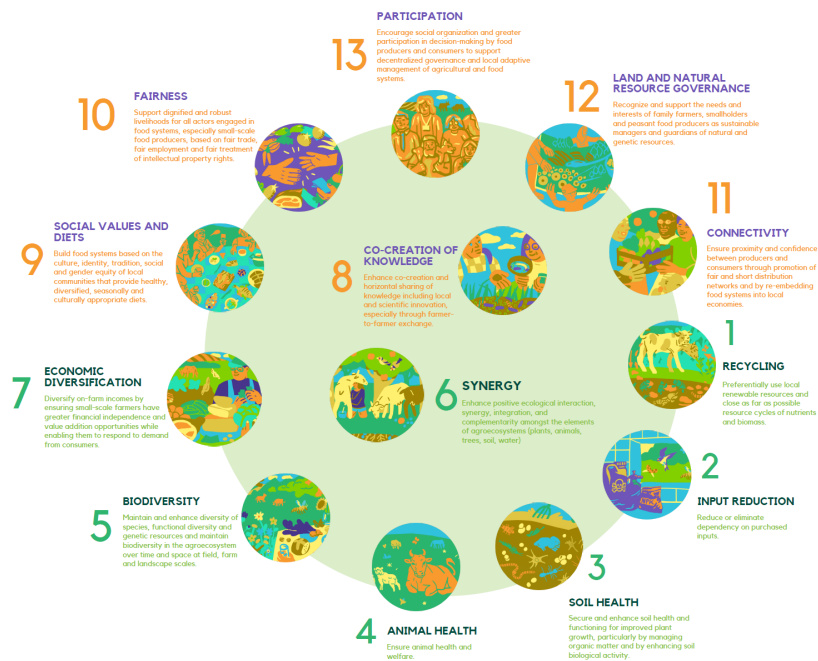 13
PARTICIPATION
Encourage social organization and greater
participation in decision-making by food
producers and consumers to support
decentralized governance and local adaptive
management of agricultural and food
systems.
12
LAND AND NATURAL
RESOURCE GOVERNANCE
Recognize and support the needs and
interests of family farmers, smallholders
and peasant food producers as sustainable
managers and guardians of natural and
genetic resources.
10
FAIRNESS
Support dignified and robust
livelihoods for all actors engaged in
food systems, especially small-scale
food producers, based on fair trade,
fair employment and fair treatment
of intellectual property rights.
11
CONNECTIVITY
Ensure proximity and confidence
between producers and
consumers through promotion of
fair and short distribution
networks and by re-embedding
food systems into local
economies.
9
SOCIAL VALUES AND
DIETS
Build food systems based on the
culture, identity, tradition, social
and gender equity of local
communities that provide healthy,
diversified, seasonally and
culturally appropriate diets.
8
CO-CREATION OF
KNOWLEDGE
Enhance co-creation and
horizontal sharing of
knowledge including local
and scientific innovation,
especially through farmer-
to-farmer exchange.
1
RECYCLING
Preferentially use local
renewable resources and
close as far as possible
resource cycles of nutrients
and biomass.
7
ECONOMIC
DIVERSIFICATION
Diversify on-farm incomes by
ensuring small-scale farmers have
greater financial independence and
value addition opportunities while
enabling them to respond to demand
from consumers.
6
SYNERGY
Enhance positive ecological interaction,
synergy, integration, and
complementarity amongst the elements
of agroecosystems (plants, animals,
trees, soil, water)
2
INPUT REDUCTION
Reduce or eliminate
dependency on purchased
inputs.
5
BIODIVERSITY
Maintain and enhance diversity of
species, functional diversity and
genetic resources and maintain
biodiversity in the agroecosystem
over time and space at field, farm
and landscape scales.
3
SOIL HEALTH
Secure and enhance soil health and
functioning for improved plant
growth, particularly by managing
organic matter and by enhancing soil
biological activity.
4
ANIMAL HEALTH
Ensure animal health and
welfare.